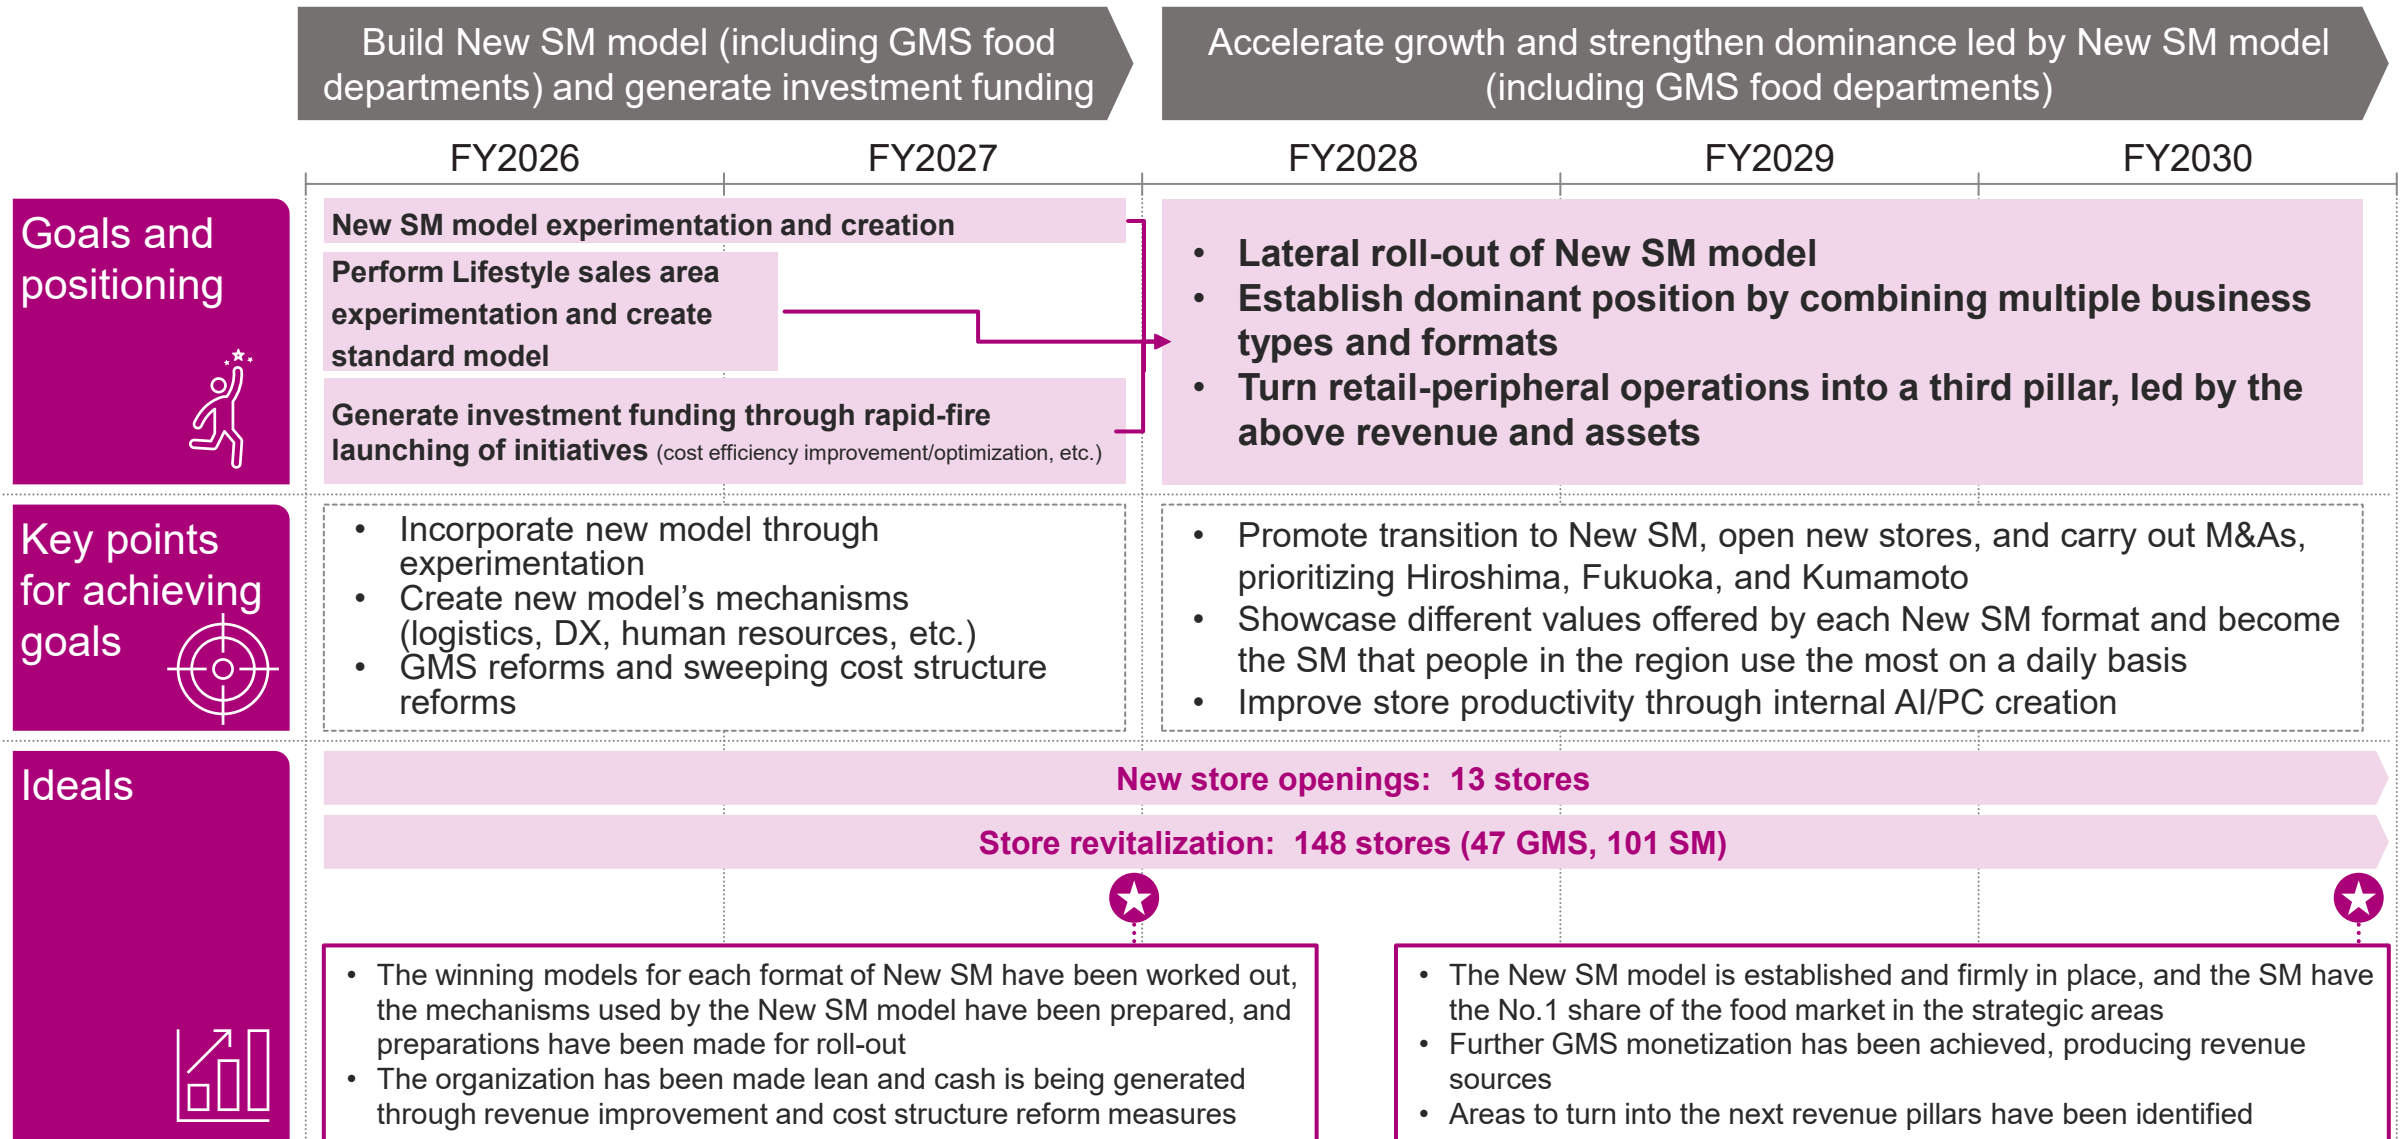 Build New SM model (including GMS food
departments) and generate investment funding
Accelerate growth and strengthen dominance led by New SM model
(including GMS food departments)
FY2026
FY2027
FY2028
FY2029
FY2030
Goals and
positioning
New SM model experimentation and creation
Perform Lifestyle sales area
experimentation and create
standard model
Generate investment funding through rapid-fire
launching of initiatives (cost efficiency improvement/optimization, etc.)
• Lateral roll-out of New SM model
• Establish dominant position by combining multiple business
types and formats
• Turn retail-peripheral operations into a third pillar, led by the
above revenue and assets
Key points
for achieving
goals
• Incorporate new model through
experimentation
• Create new model’s mechanisms
(logistics, DX, human resources, etc.)
• GMS reforms and sweeping cost structure
reforms
• Promote transition to New SM, open new stores, and carry out M&As,
prioritizing Hiroshima, Fukuoka, and Kumamoto
• Showcase different values offered by each New SM format and become
the SM that people in the region use the most on a daily basis
• Improve store productivity through internal AI/PC creation
Ideals
New store openings: 13 stores
Store revitalization: 148 stores (47 GMS, 101 SM)
• The winning models for each format of New SM have been worked out,
the mechanisms used by the New SM model have been prepared, and
preparations have been made for roll-out
• The organization has been made lean and cash is being generated
through revenue improvement and cost structure reform measures
• The New SM model is established and firmly in place, and the SM have
the No.1 share of the food market in the strategic areas
• Further GMS monetization has been achieved, producing revenue
sources
• Areas to turn into the next revenue pillars have been identified